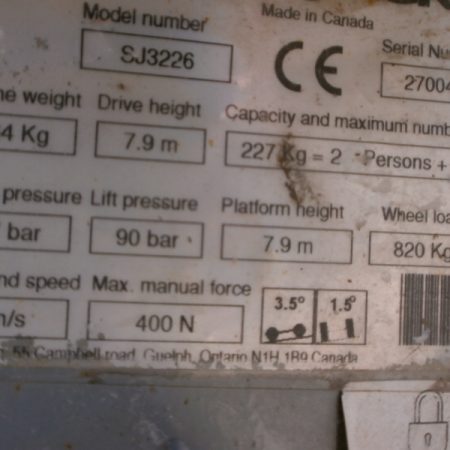 Model number
Made in Canada
SJ3226
CE
Serial Nu
27004
ne weight Drive height Capacity and maximum numb
4 Kg 7.9 m 227 Kg = 2 Persons +
pressure Lift pressure Platform height Wheel loa
bar 90 bar 7.9 m 820 Kg
nd speed Max. manual force
m/s 400 N 3.5° 1.5°
55 Campbell road, Guelph, Ontario N1H 1B9 Canada